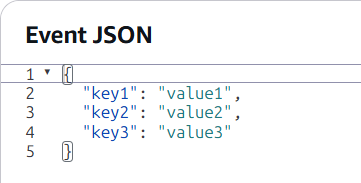 Event JSON
1 {
2 "key1": "value1",
3 "key2": "value2",
4 "key3": "value3"
5 }